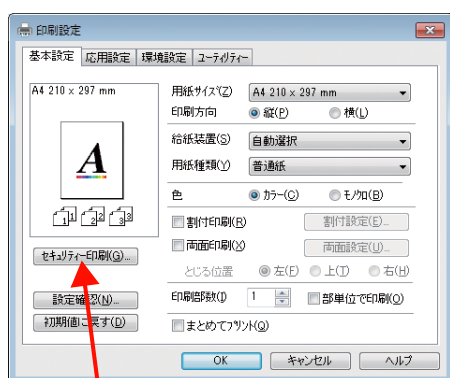 印刷設定
基本設定 応用設定 環境設定 ユーティリティー
A4 210 x 297 mm
A
1 1 2 2 3 3
セキュリティー印刷(G)...
設定確認(N)...
初期値に戻す(D)
用紙サイズ(Z) A4 210 x 297 mm
印刷方向 縦(P) 横(L)
給紙装置(S) 自動選択
用紙種類(Y) 普通紙
色 カラー(C) モノクロ(B)
割付印刷(R) 割付設定(E)...
両面印刷(X) 両面設定(U)...
とじる位置 左(F) 上(T) 右(H)
印刷部数(I) 1 部単位で印刷(O)
まとめてプリント(Q)
OK キャンセル ヘルプ